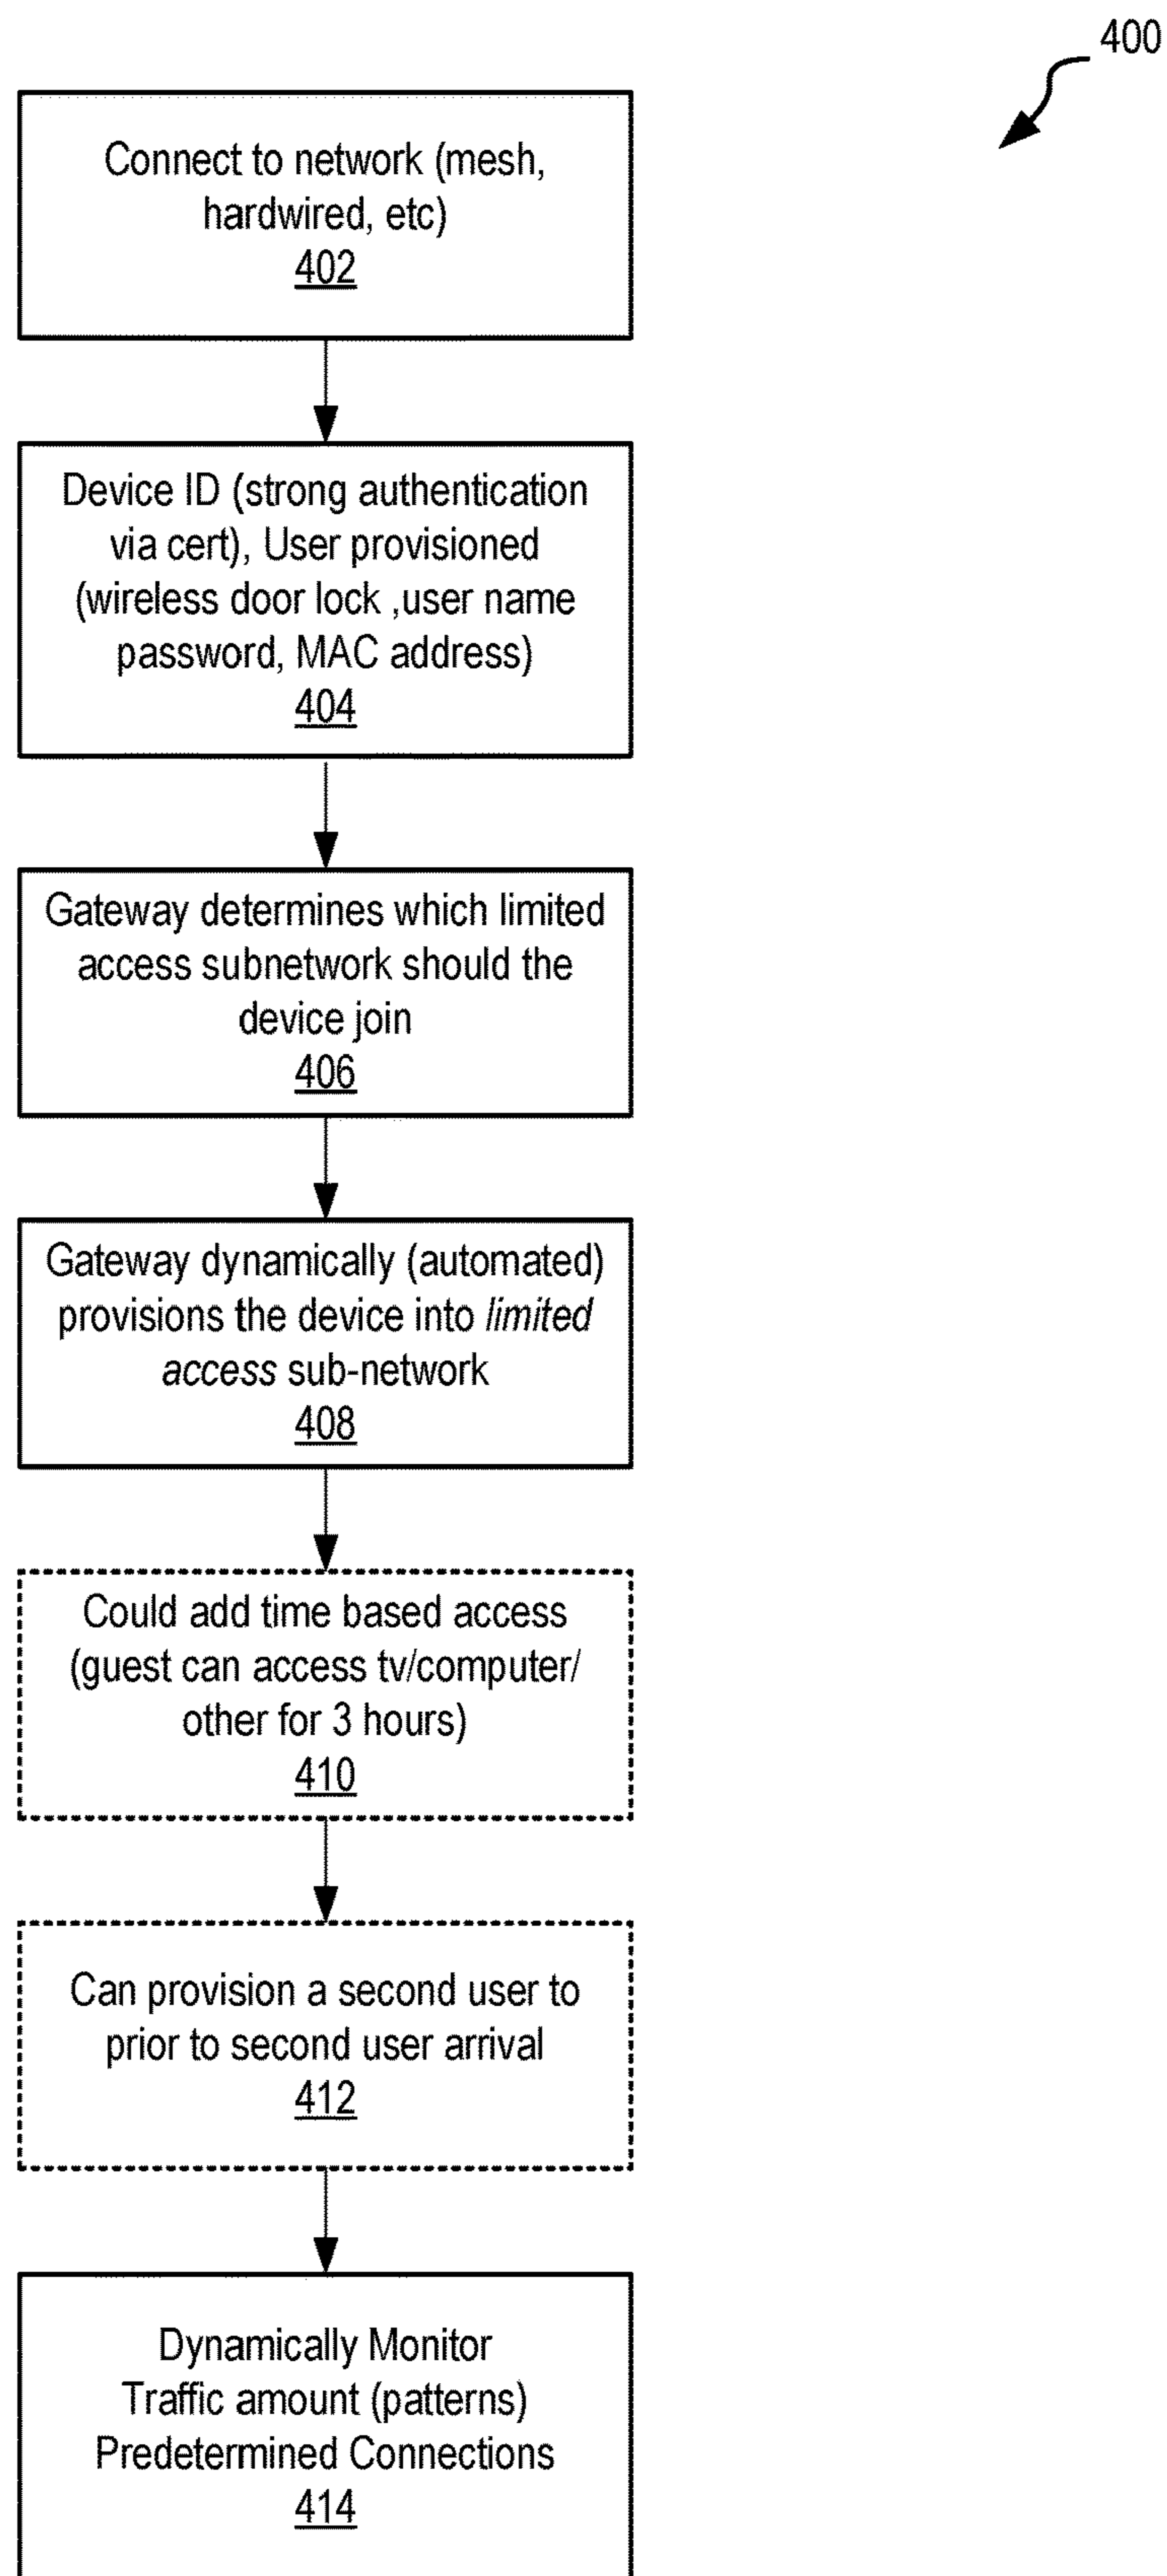 400
Connect to network (mesh,
hardwired, etc)
402
Device ID (strong authentication
via cert), User provisioned
(wireless door lock ,user name
password, MAC address)
404
Gateway determines which limited
access subnetwork should the
device join
406
Gateway dynamically (automated)
provisions the device into limited
access sub-network
408
Could add time based access
(guest can access tv/computer/
other for 3 hours)
410
Can provision a second user to
prior to second user arrival
412
Dynamically Monitor
Traffic amount (patterns)
Predetermined Connections
414